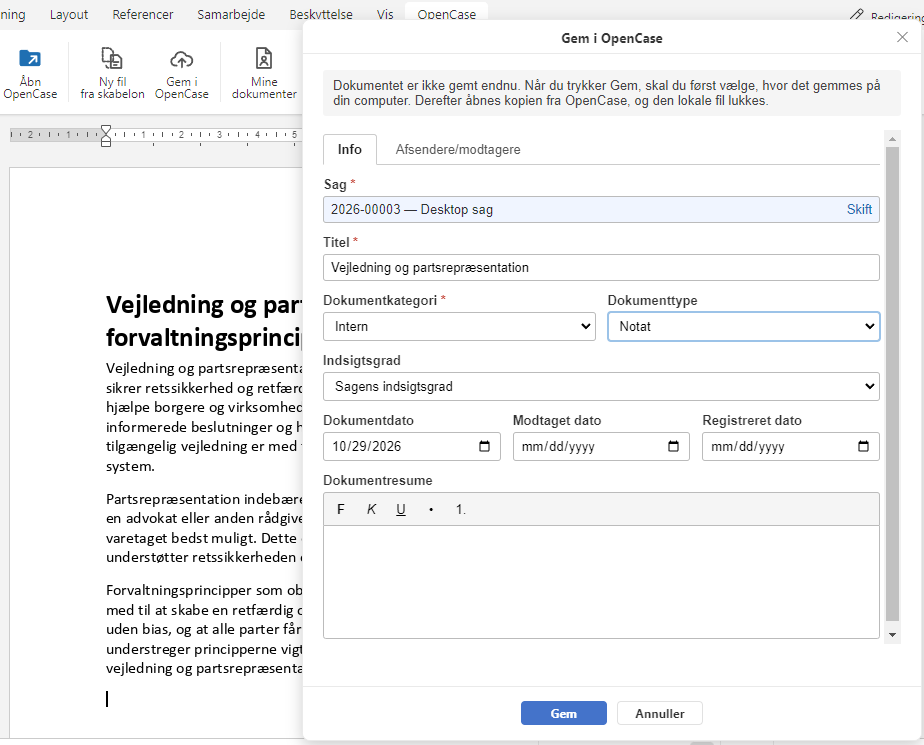 ning Layout Referencer Samarbejde Beskyttelse Vis OpenCase
Åbn OpenCase
Ny fil fra skabelon
Gem i OpenCase
Mine dokumenter
2 1 1 2 3 4 5
Vejledning og
forvaltningsprincip
Vejledning og partsrepræsenta
sikrer retssikkerhed og retfærd
hjælpe borgere og virksomhed
informerede beslutninger og h
tilgængelig vejledning er med
system.
Partsrepræsentation indebære
en advokat eller anden rådgive
varetaget bedst muligt. Dette
understøtter retssikkerheden
Forvaltningsprincipper som ob
med til at skabe en retfærdig
uden bias, og at alle parter får
understreger principperne vigt
vejledning og partsrepræsenta
Gem i OpenCase
Dokumentet er ikke gemt endnu. Når du trykker Gem, skal du først vælge, hvor det gemmes på
din computer. Derefter åbnes kopien fra OpenCase, og den lokale fil lukkes.
Info Afsendere/modtagere
Sag *
2026-00003 — Desktop sag Skift
Titel *
Vejledning og partsrepræsentation
Dokumentkategori * Dokumenttype
Intern Notat
Indsigtsgrad
Sagens indsigtsgrad
Dokumentdato Modtaget dato Registreret dato
10/29/2026 mm/dd/yyyy mm/dd/yyyy
Dokumentresume
F K U • 1.
Gem Annuller